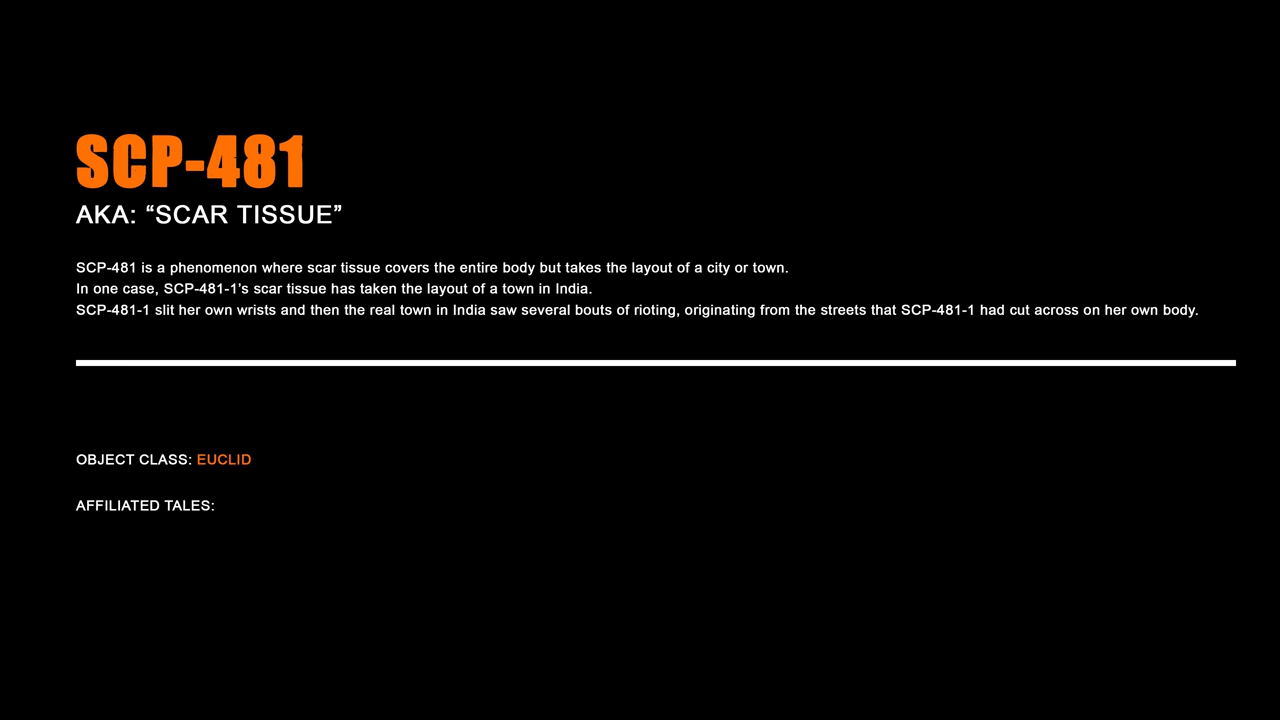 SCP-481
AKA: “SCAR TISSUE”
SCP-481 is a phenomenon where scar tissue covers the entire body but takes the layout of a city or town.
In one case, SCP-481-1’s scar tissue has taken the layout of a town in India.
SCP-481-1 slit her own wrists and then the real town in India saw several bouts of rioting, originating from the streets that SCP-481-1 had cut across on her own body.
OBJECT CLASS: EUCLID
AFFILIATED TALES: